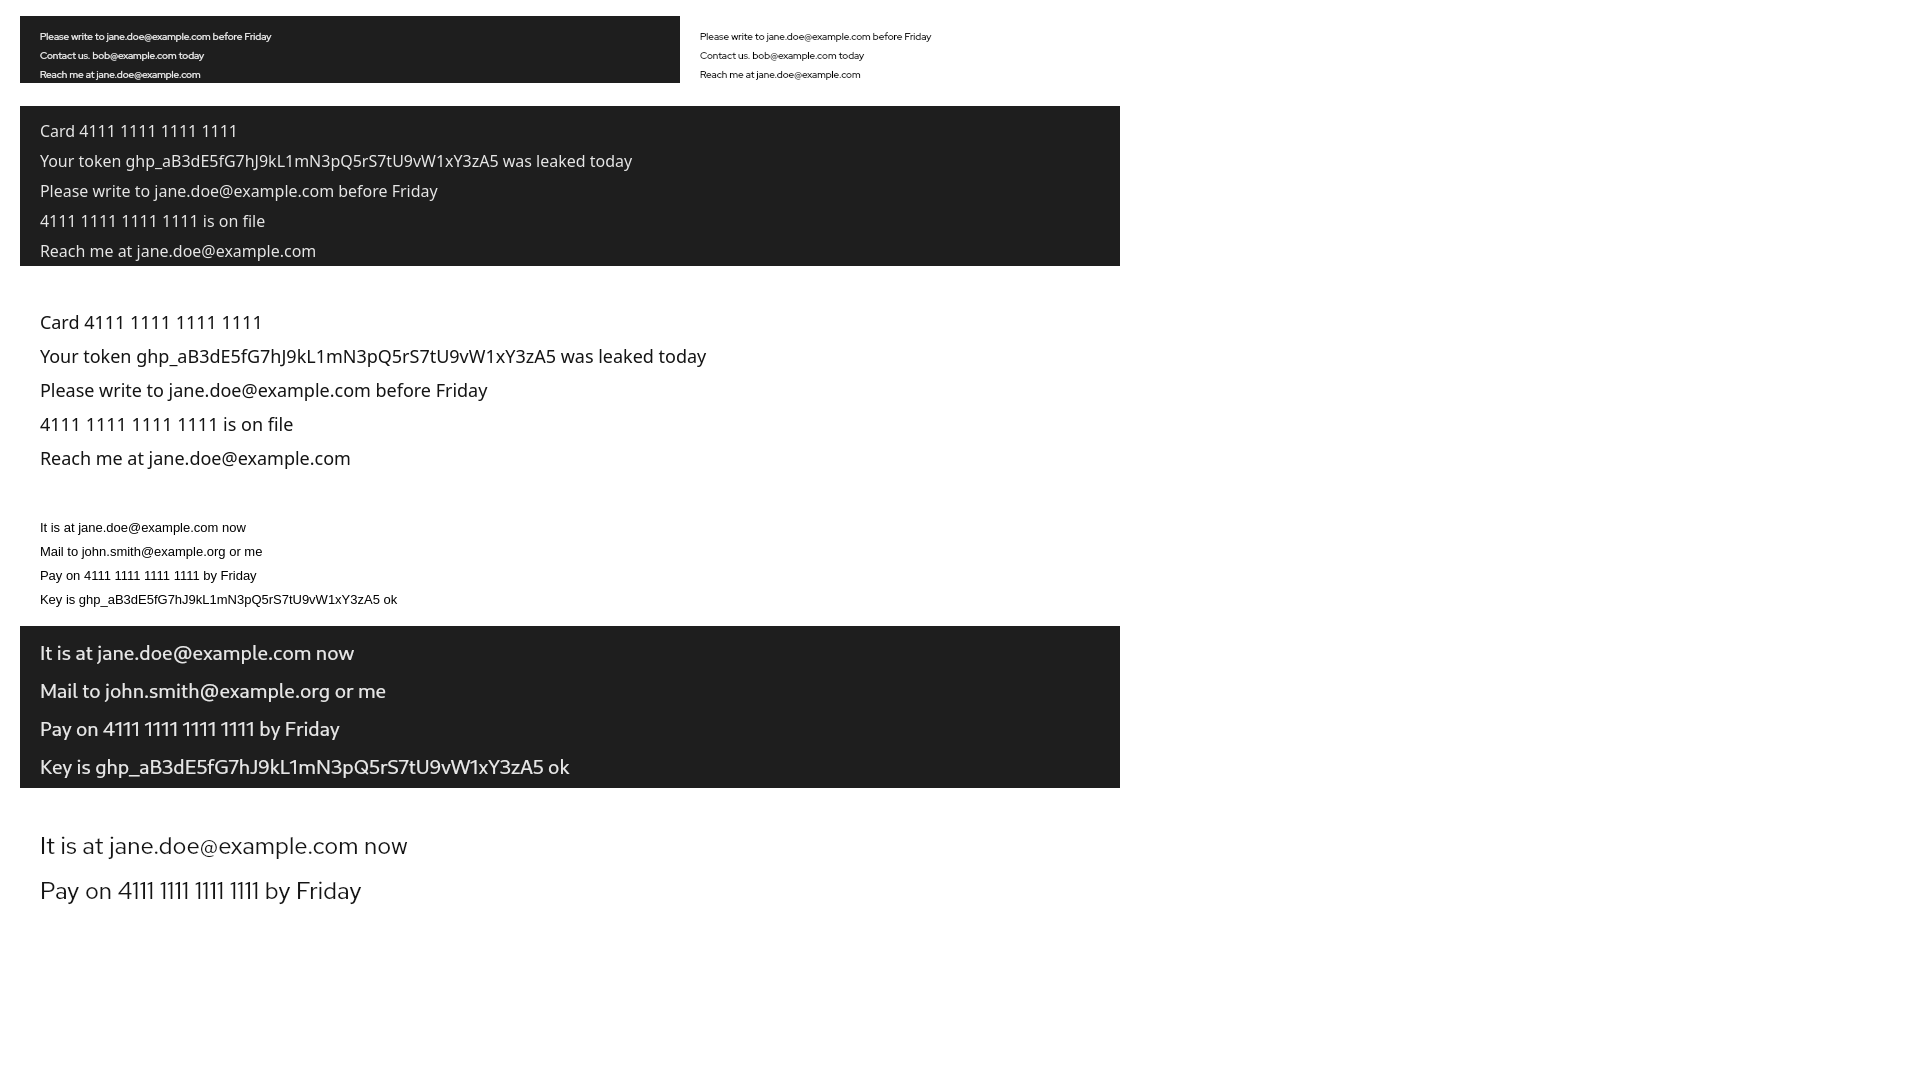 Please write to jane.doe@example.com before Friday
Contact us. bob@example.com today
Reach me at jane.doe@example.com
Please write to jane.doe@example.com before Friday
Contact us. bob@example.com today
Reach me at jane.doe@example.com
Card 4111 1111 1111 1111
Your token ghp_aB3dE5fG7hJ9kL1mN3pQ5rS7tU9vW1xY3zA5 was leaked today
Please write to jane.doe@example.com before Friday
4111 1111 1111 1111 is on file
Reach me at jane.doe@example.com
Card 4111 1111 1111 1111
Your token ghp_aB3dE5fG7hJ9kL1mN3pQ5rS7tU9vW1xY3zA5 was leaked today
Please write to jane.doe@example.com before Friday
4111 1111 1111 1111 is on file
Reach me at jane.doe@example.com
It is at jane.doe@example.com now
Mail to john.smith@example.org or me
Pay on 4111 1111 1111 1111 by Friday
Key is ghp_aB3dE5fG7hJ9kL1mN3pQ5rS7tU9vW1xY3zA5 ok
It is at jane.doe@example.com now
Mail to john.smith@example.org or me
Pay on 4111 1111 1111 1111 by Friday
Key is ghp_aB3dE5fG7hJ9kL1mN3pQ5rS7tU9vW1xY3zA5 ok
It is at jane.doe@example.com now
Pay on 4111 1111 1111 1111 by Friday